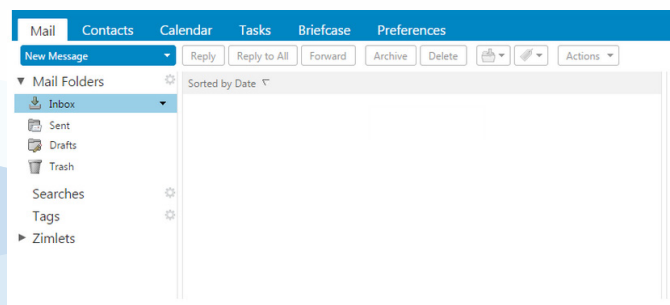 Mail Contacts Calendar Tasks Briefcase Preferences
New Message Reply Reply to All Forward Archive Delete Actions
Mail Folders
Sorted by Date
Inbox
Sent
Drafts
Trash
Searches
Tags
Zimlets